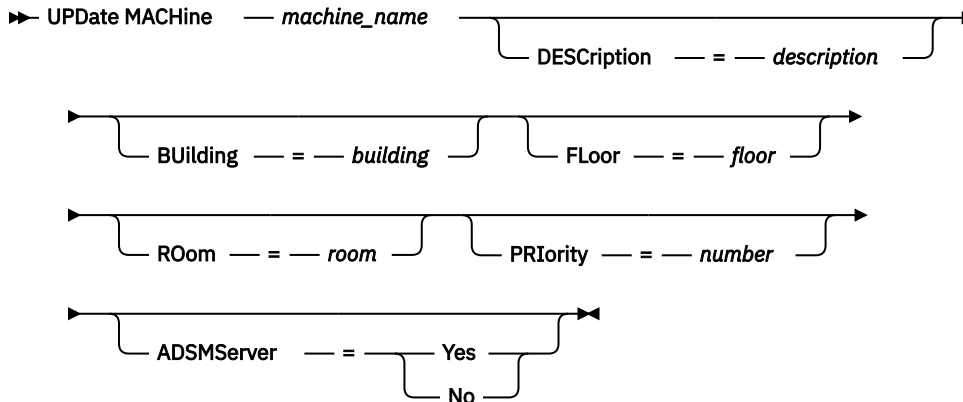 UPDate MACHine — machine_name
DESCription — = — description
BUilding — = — building FLoor — = — floor
ROom — = — room PRIority — = — number
ADSMServer — = Yes
No